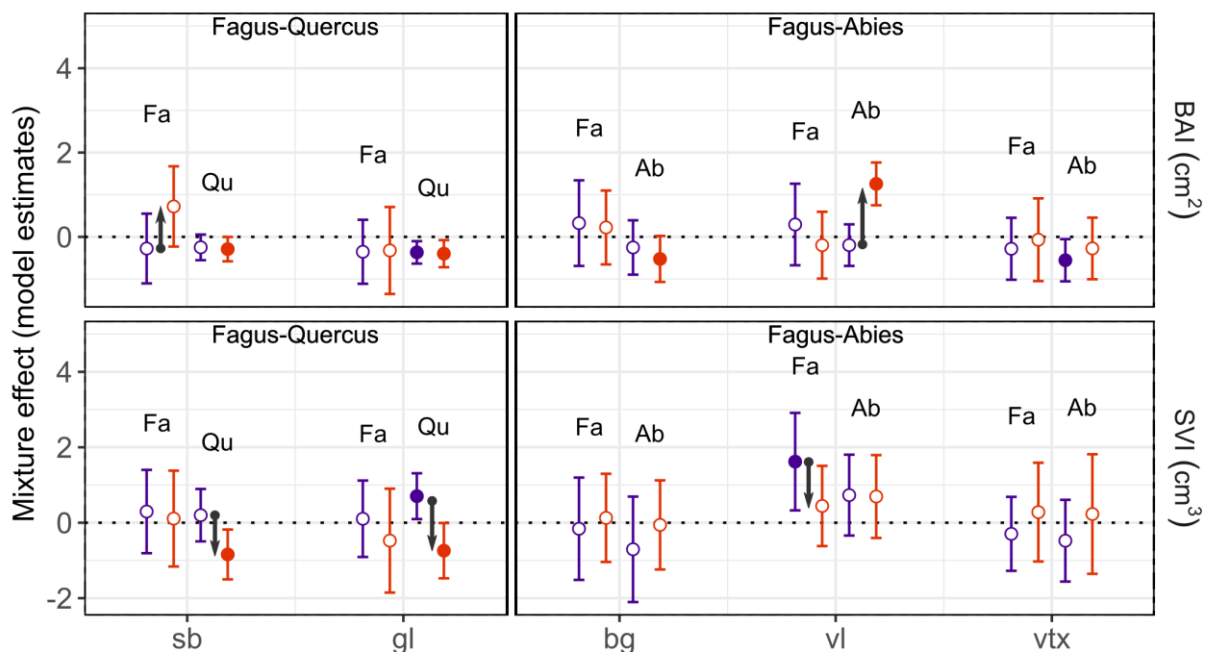 Fagus-Quercus
Fagus-Abies
4
2
0
Fa
Qu
Fa
Qu
Fa
Ab
Fa
Ab
Fa
Ab
BAI (cm²)
Mixture effect (model estimates)
Fagus-Quercus
Fagus-Abies
4
2
0
-2
Fa
Qu
Fa
Qu
Fa
Ab
Fa
Ab
Fa
Ab
SVI (cm³)
sb
gl
bg
vl
vtx